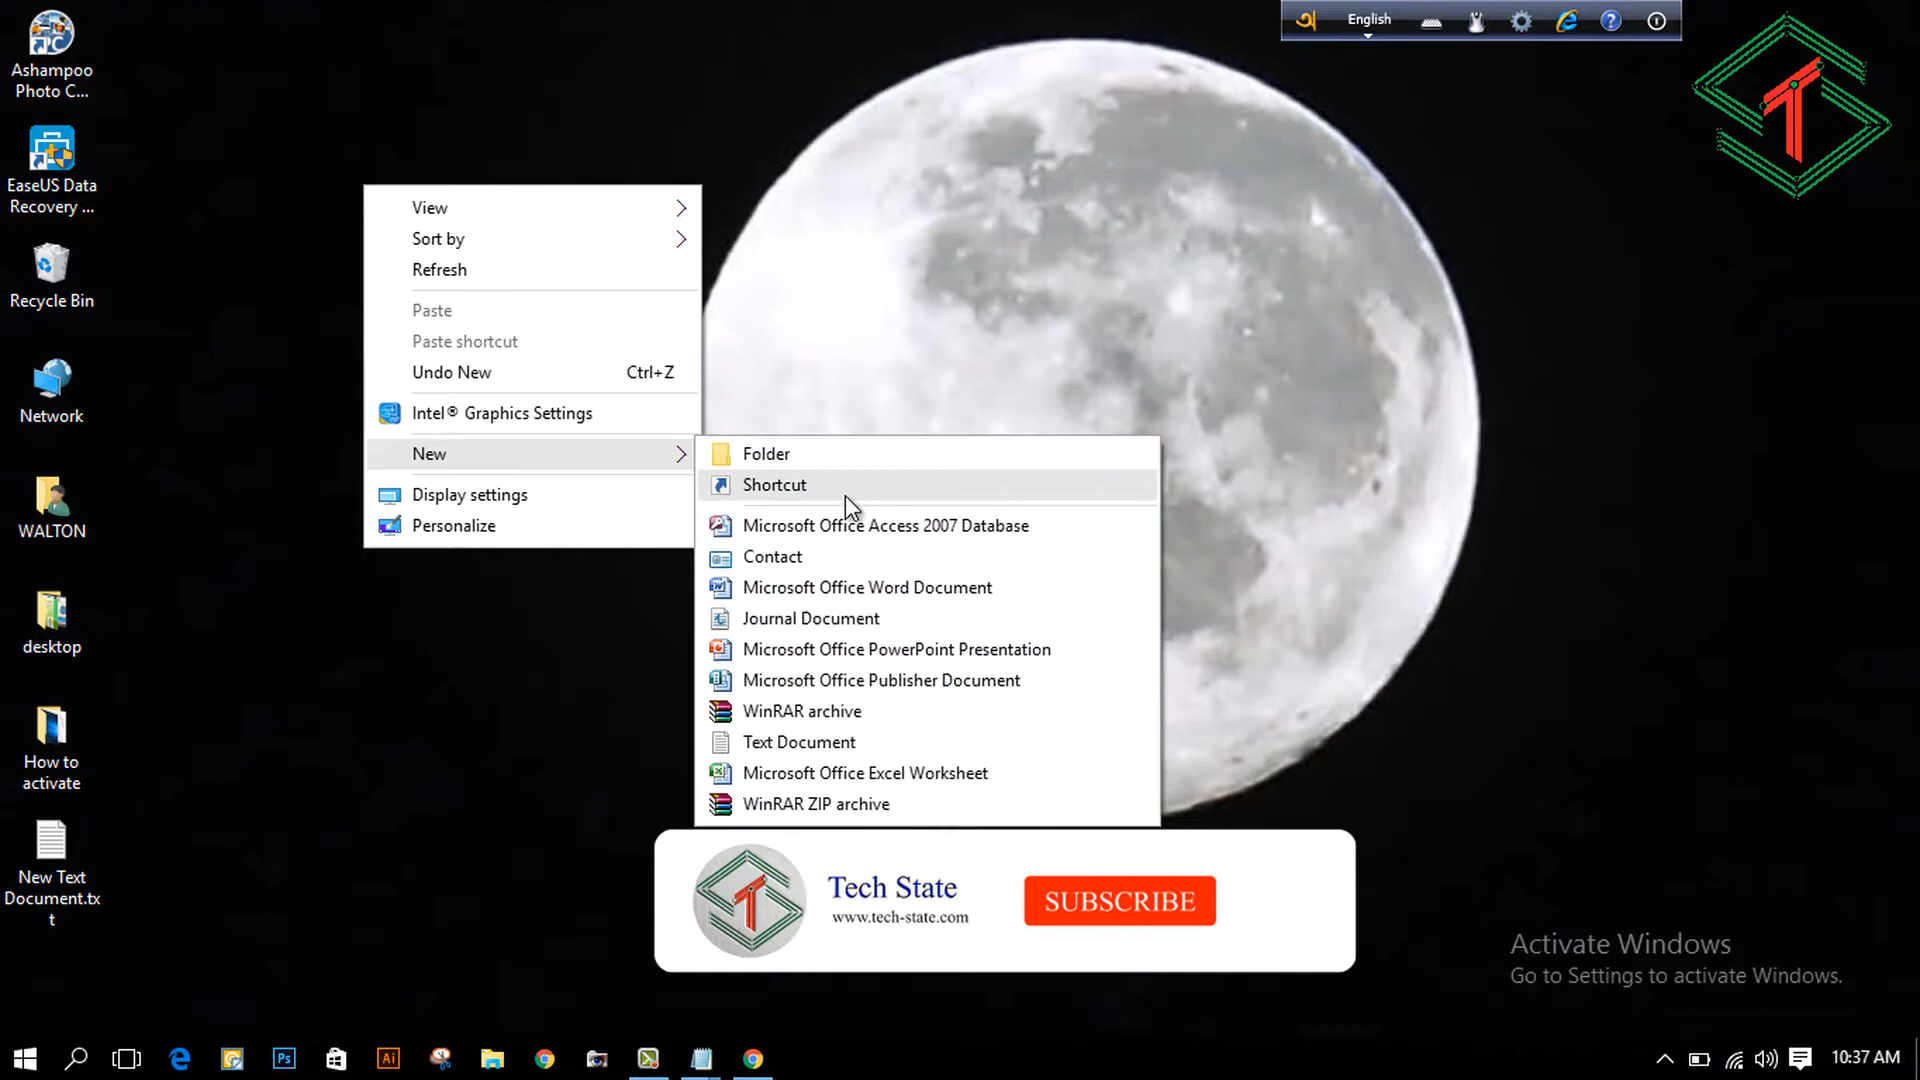 English
Ashampoo
Photo C...
EaseUS Data
Recovery ...
Recycle Bin
Network
WALTON
desktop
How to
activate
New Text
Document.tx
t
View
Sort by
Refresh
Paste
Paste shortcut
Undo New Ctrl+Z
Intel® Graphics Settings
New
Display settings
Personalize
Folder
Shortcut
Microsoft Office Access 2007 Database
Contact
Microsoft Office Word Document
Journal Document
Microsoft Office PowerPoint Presentation
Microsoft Office Publisher Document
WinRAR archive
Text Document
Microsoft Office Excel Worksheet
WinRAR ZIP archive
Tech State
www.tech-state.com
SUBSCRIBE
Activate Windows
Go to Settings to activate Windows.
Ps
Ai
10:37 AM